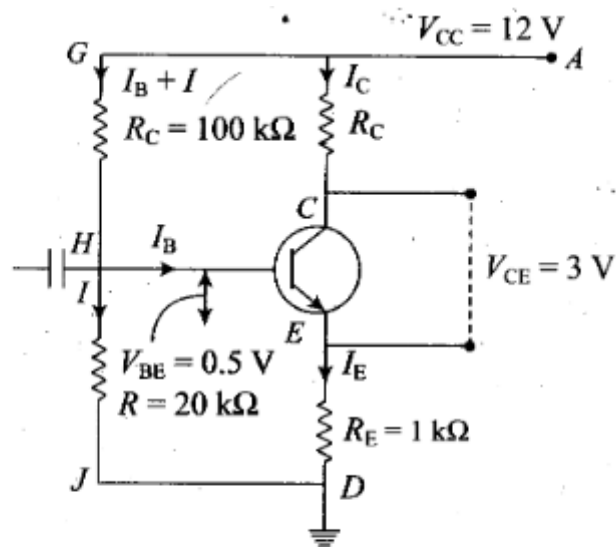 V_CC = 12 V
G
A
I_B + I
I_C
R_C = 100 kΩ
R_C
C
H
I_B
V_CE = 3 V
I
E
V_BE = 0.5 V
I_E
R = 20 kΩ
R_E = 1 kΩ
J
D